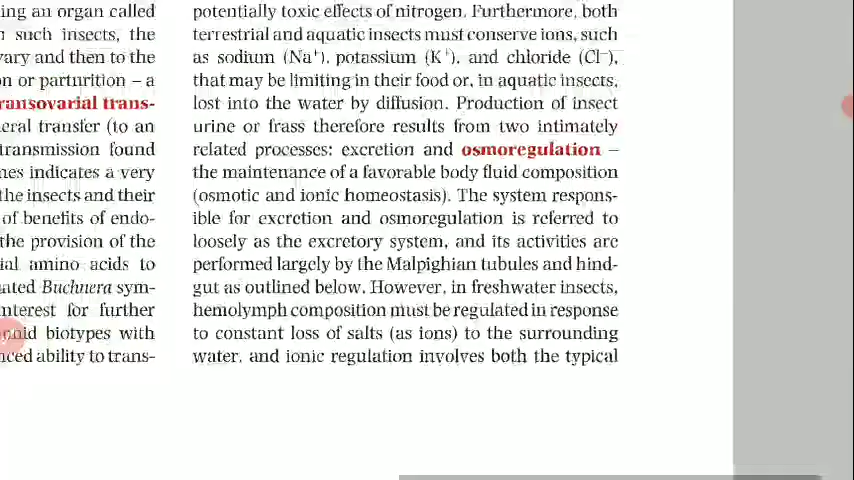 ing an organ called
such insects, the
vary and then to the
on or parturition – a
ransovarial trans-
eral transfer (to an
transmission found
nes indicates a very
the insects and their
of benefits of endo-
the provision of the
ial amino acids to
ated Buchnera sym-
nterest for further
biotypes with
nced ability to trans-
potentially toxic effects of nitrogen. Furthermore, both
terrestrial and aquatic insects must conserve ions, such
as sodium (Na⁺), potassium (K⁺), and chloride (Cl⁻),
that may be limiting in their food or, in aquatic insects,
lost into the water by diffusion. Production of insect
urine or frass therefore results from two intimately
related processes: excretion and osmoregulation –
the maintenance of a favorable body fluid composition
(osmotic and ionic homeostasis). The system respons-
ible for excretion and osmoregulation is referred to
loosely as the excretory system, and its activities are
performed largely by the Malpighian tubules and hind-
gut as outlined below. However, in freshwater insects,
hemolymph composition must be regulated in response
to constant loss of salts (as ions) to the surrounding
water, and ionic regulation involves both the typical